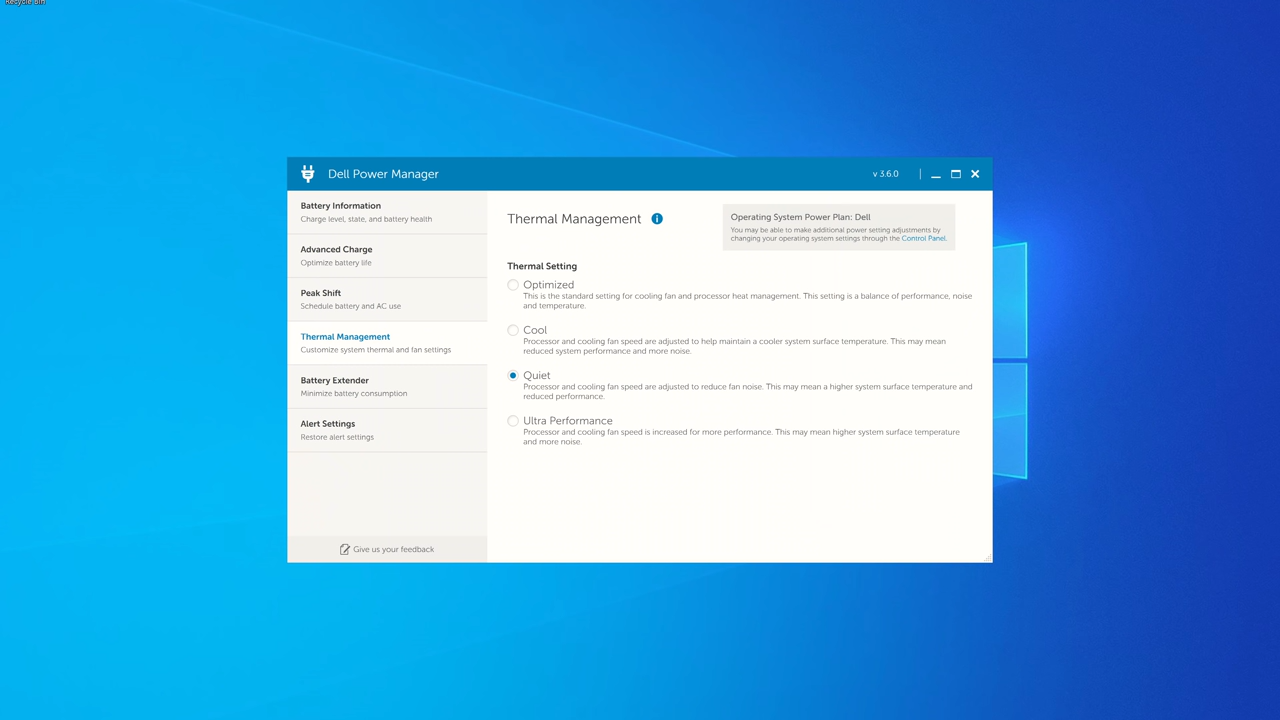 Recycle Bin
Dell Power Manager
v 3.6.0
Battery Information
Charge level, state, and battery health
Advanced Charge
Optimize battery life
Peak Shift
Schedule battery and AC use
Thermal Management
Customize system thermal and fan settings
Battery Extender
Minimize battery consumption
Alert Settings
Restore alert settings
Give us your feedback
Thermal Management
Operating System Power Plan: Dell
You may be able to make additional power setting adjustments by
changing your operating system settings through the Control Panel.
Thermal Setting
Optimized
This is the standard setting for cooling fan and processor heat management. This setting is a balance of performance, noise
and temperature.
Cool
Processor and cooling fan speed are adjusted to help maintain a cooler system surface temperature. This may mean
reduced system performance and more noise.
Quiet
Processor and cooling fan speed are adjusted to reduce fan noise. This may mean a higher system surface temperature and
reduced performance.
Ultra Performance
Processor and cooling fan speed is increased for more performance. This may mean higher system surface temperature
and more noise.